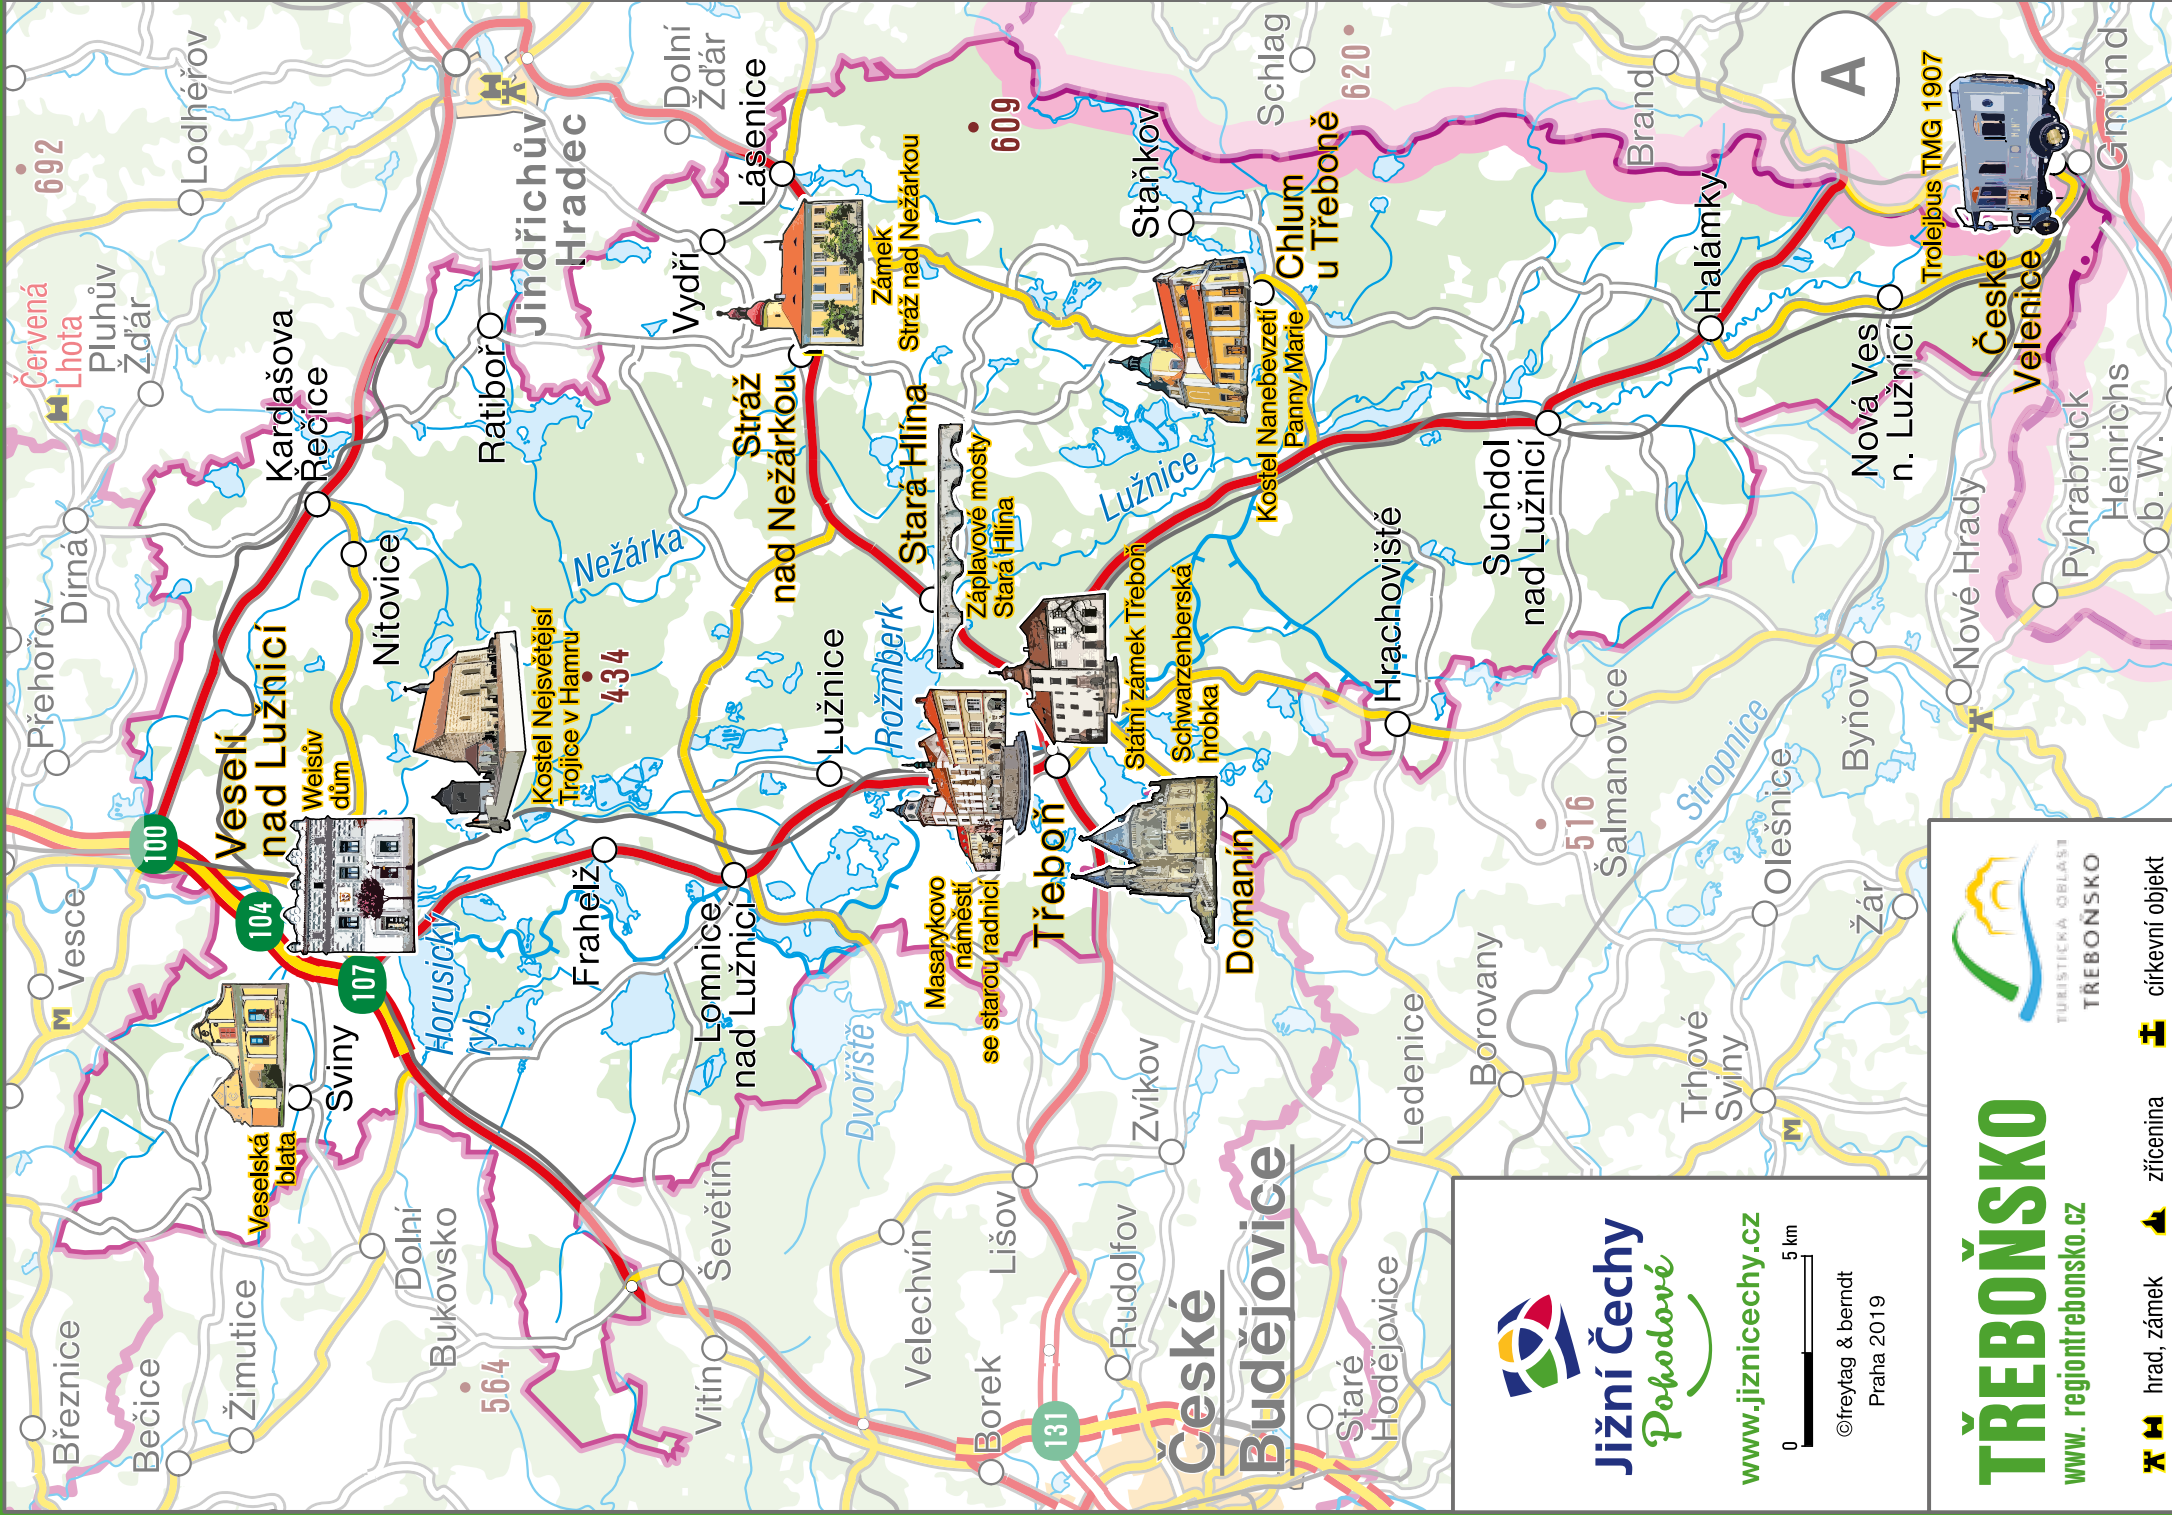 Březnice
Bečice
Žimutice
Dolní
Bukovsko
564
Vitín
Ševětín
Velechvín
Lišov
Borek
Rudolfov
131
České
Budějovice
Staré
Hodějovice
Zvíkov
Ledenice
Borovany
Trhové
Sviny
Žár
Olešnice
Stropnice
516
Šalmanovice
Byňov
Nové Hrady
Pyhrabruck
Heinrichs
b. W.
Vesce
M
Sviny
Veselská
blata
107
104
100
Veselí
nad Lužnicí
Weisův
dům
Horusický
ryb.
Frahelž
Lomnice
nad Lužnicí
Dvořiště
Masarykovo
náměstí
se starou radnicí
Třeboň
Domanín
Schwarzenberská
hrobka
Státní zámek Třeboň
Lužnice
Rožmberk
Kostel Nejsvětější
Trojice v Hamru
434
Přehořov
Dírná
Nítovice
Kardašova
Řečice
Červená
Lhota
Pluhův
Žďár
692
Lodhéřov
Jindřichův
Hradec
Ratiboř
Nežárka
Stráž
nad Nežárkou
Vydří
Lásenice
Dolní
Žďár
Zámek
Stráž nad Nežárkou
Stará Hlína
Záplavové mosty
Stará Hlína
609
Staňkov
Chlum
u Třeboně
Kostel Nanebevzetí
Panny Marie
Lužnice
Hrachoviště
Suchdol
nad Lužnicí
Halámky
Schlag
620
Brand
A
Trolejbus TMG 1907
Gmünd
České
Velenice
Nová Ves
n. Lužnicí
M
Jižní Čechy
Pohodové
www.jiznicechy.cz
0
5 km
©freytag & berndt
Praha 2019
TŘEBOŇSKO
www. regiontrebonsko.cz
TURISTICKÁ OBLAST
TŘEBOŇSKO
hrad, zámek
zřícenina
církevní objekt